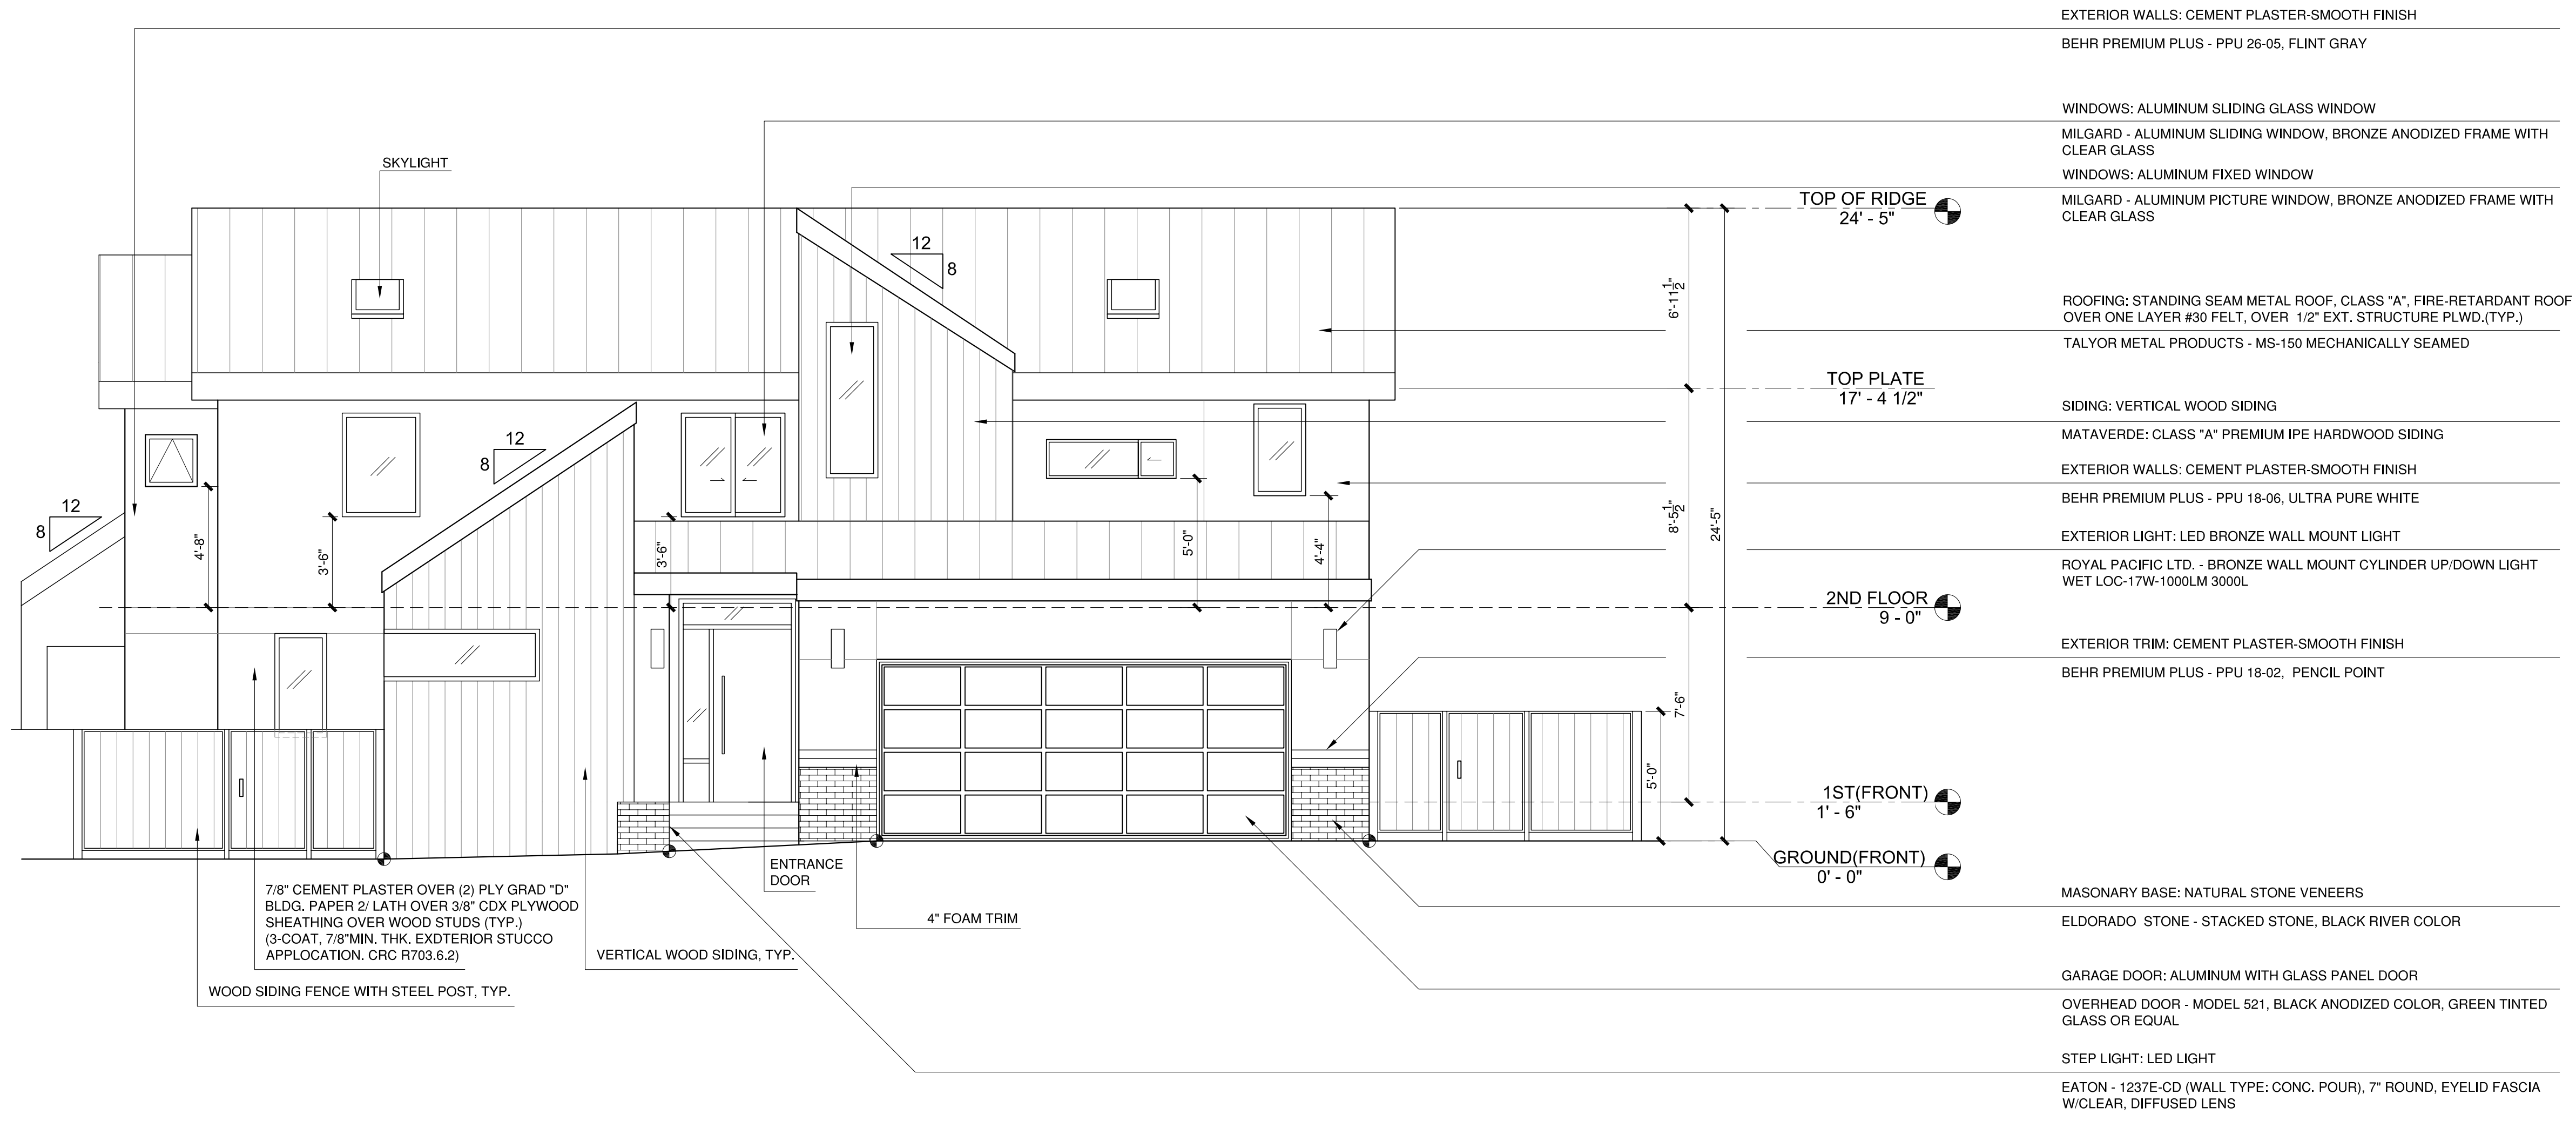 EXTERIOR WALLS: CEMENT PLASTER-SMOOTH FINISH
BEHR PREMIUM PLUS - PPU 26-05, FLINT GRAY
WINDOWS: ALUMINUM SLIDING GLASS WINDOW
MILGARD - ALUMINUM SLIDING WINDOW, BRONZE ANODIZED FRAME WITH
CLEAR GLASS
WINDOWS: ALUMINUM FIXED WINDOW
MILGARD - ALUMINUM PICTURE WINDOW, BRONZE ANODIZED FRAME WITH
CLEAR GLASS
ROOFING: STANDING SEAM METAL ROOF, CLASS "A", FIRE-RETARDANT ROOF
OVER ONE LAYER #30 FELT, OVER 1/2" EXT. STRUCTURE PLWD.(TYP.)
TALYOR METAL PRODUCTS - MS-150 MECHANICALLY SEAMED
SIDING: VERTICAL WOOD SIDING
MATAVERDE: CLASS "A" PREMIUM IPE HARDWOOD SIDING
EXTERIOR WALLS: CEMENT PLASTER-SMOOTH FINISH
BEHR PREMIUM PLUS - PPU 18-06, ULTRA PURE WHITE
EXTERIOR LIGHT: LED BRONZE WALL MOUNT LIGHT
ROYAL PACIFIC LTD. - BRONZE WALL MOUNT CYLINDER UP/DOWN LIGHT
WET LOC-17W-1000LM 3000L
EXTERIOR TRIM: CEMENT PLASTER-SMOOTH FINISH
BEHR PREMIUM PLUS - PPU 18-02, PENCIL POINT
MASONARY BASE: NATURAL STONE VENEERS
ELDORADO STONE - STACKED STONE, BLACK RIVER COLOR
GARAGE DOOR: ALUMINUM WITH GLASS PANEL DOOR
OVERHEAD DOOR - MODEL 521, BLACK ANODIZED COLOR, GREEN TINTED
GLASS OR EQUAL
STEP LIGHT: LED LIGHT
EATON - 1237E-CD (WALL TYPE: CONC. POUR), 7" ROUND, EYELID FASCIA
W/CLEAR, DIFFUSED LENS
SKYLIGHT
TOP OF RIDGE
24' - 5"
TOP PLATE
17' - 4 1/2"
2ND FLOOR
9 - 0"
1ST(FRONT)
1' - 6"
GROUND(FRONT)
0' - 0"
12
8
12
8
12
8
4'-8"
3'-6"
3'-6"
5'-0"
4'-4"
6'-11 1/2"
8'-5 1/2"
24'-5"
7'-6"
5'-0"
ENTRANCE
DOOR
4" FOAM TRIM
7/8" CEMENT PLASTER OVER (2) PLY GRAD "D"
BLDG. PAPER 2/ LATH OVER 3/8" CDX PLYWOOD
SHEATHING OVER WOOD STUDS (TYP.)
(3-COAT, 7/8"MIN. THK. EXDTERIOR STUCCO
APPLOCATION. CRC R703.6.2)
VERTICAL WOOD SIDING, TYP.
WOOD SIDING FENCE WITH STEEL POST, TYP.